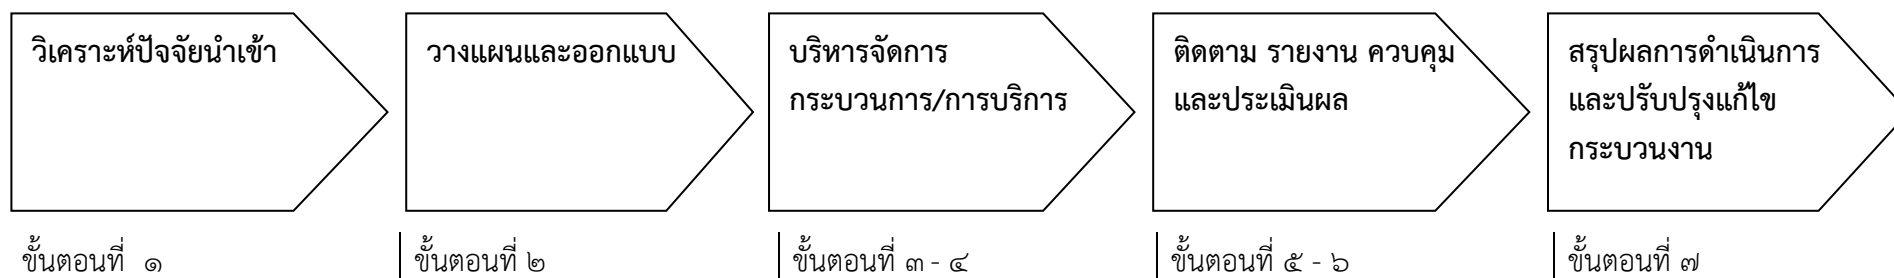 วิเคราะห์ปัจจัยนำเข้า
วางแผนและออกแบบ
บริหารจัดการ
กระบวนการ/การบริการ
ติดตาม รายงาน ควบคุม
และประเมินผล
สรุปผลการดำเนินการ
และปรับปรุงแก้ไข
กระบวนงาน
ขั้นตอนที่ ๑
ขั้นตอนที่ ๒
ขั้นตอนที่ ๓ - ๔
ขั้นตอนที่ ๕ - ๖
ขั้นตอนที่ ๗